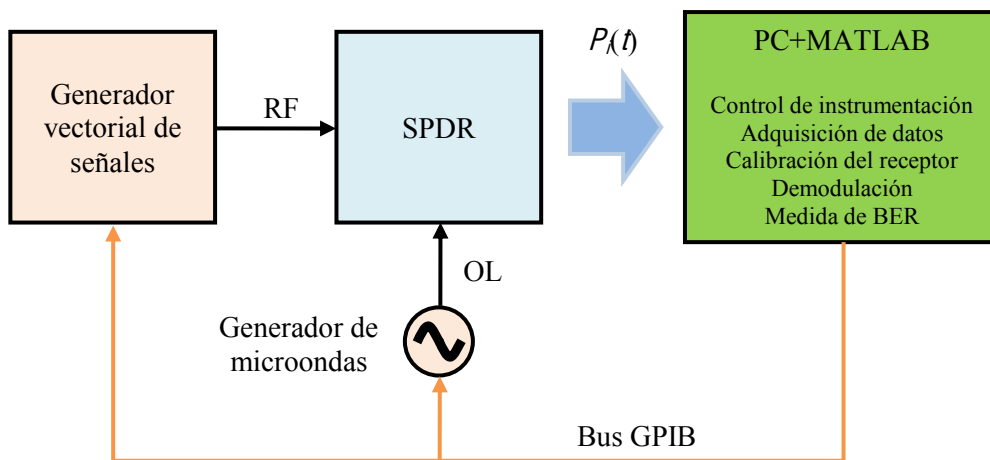 Generador
vectorial de
señales
RF
SPDR
OL
Generador de
microondas
Pᵢ(t)
PC+MATLAB
Control de instrumentación
Adquisición de datos
Calibración del receptor
Demodulación
Medida de BER
Bus GPIB